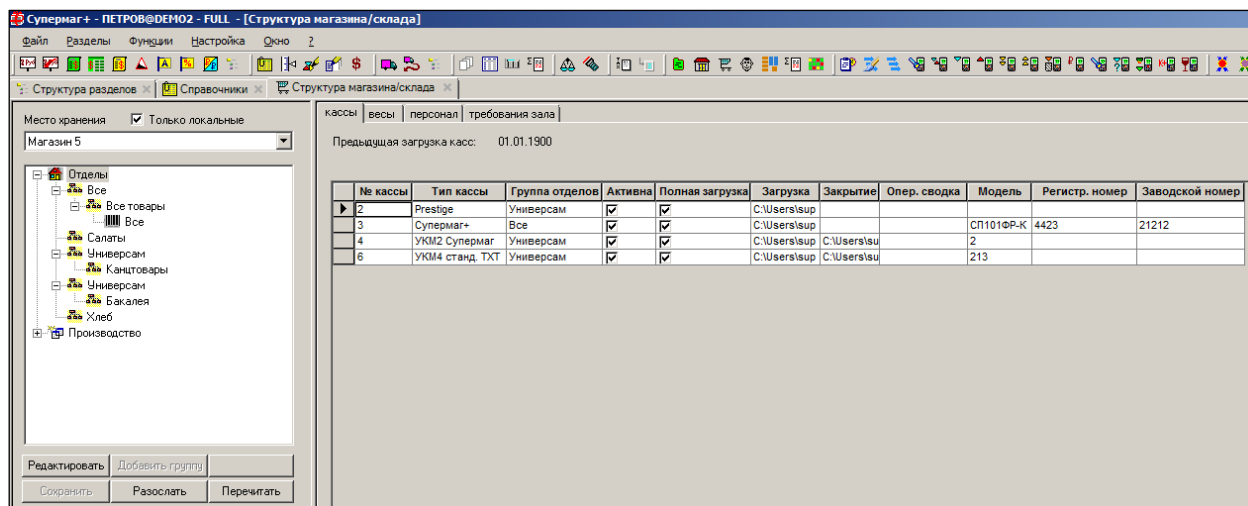 Супермаг+ - ПЕТРОВ@DEMO2 - FULL - [Структура магазина/склада]
Файл Разделы Функции Настройка Окно ?
Структура разделов Справочники Структура магазина/склада
Место хранения Только локальные
Магазин 5
Отделы
Все
Все товары
Все
Салаты
Универсам
Канцтовары
Универсам
Бакалея
Хлеб
Производство
Редактировать Добавить группу
Сохранить Разослать Перечитать
кассы весы персонал требования зала
Предыдущая загрузка касс: 01.01.1900
№ кассы Тип кассы Группа отделов Активна Полная загрузка Загрузка Закрытие Опер. сводка Модель Регистр. номер Заводской номер
2 Prestige Универсам C:\Users\sup
3 Супермаг+ Все C:\Users\sup СП101ФР-К 4423 21212
4 УКМ2 Супермаг Универсам C:\Users\sup C:\Users\su 2
6 УКМ4 станд. TXT Универсам C:\Users\sup C:\Users\su 213